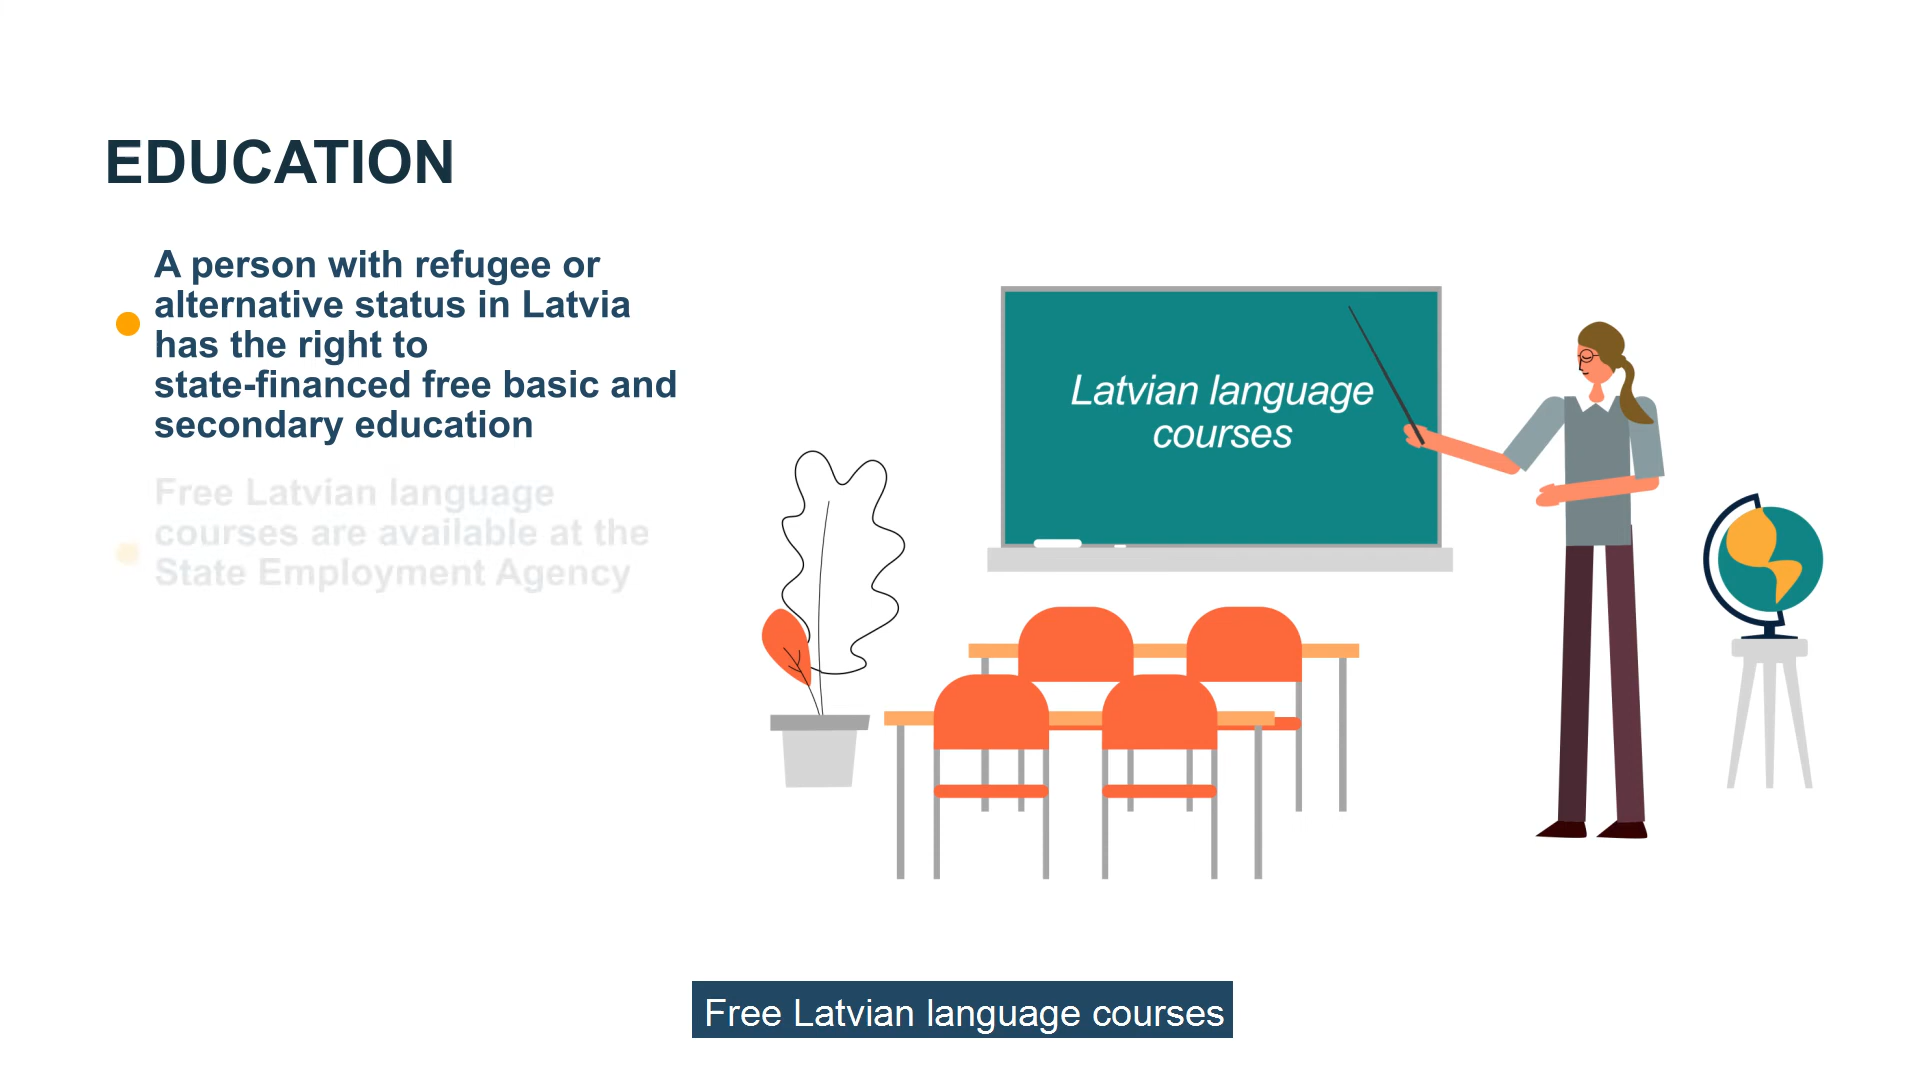 EDUCATION
A person with refugee or
alternative status in Latvia
has the right to
state-financed free basic and
secondary education
Free Latvian language
courses are available at the
State Employment Agency
Latvian language
courses
Free Latvian language courses